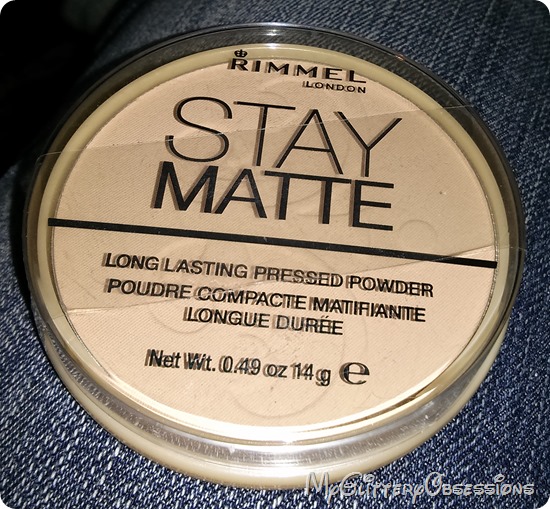 RIMMEL
LONDON
STAY
MATTE
LONG LASTING PRESSED POWDER
POUDRE COMPACTE MATIFIANTE
LONGUE DURÉE
Net Wt. 0.49 oz 14 g ℮
MyGlitteryObsessions